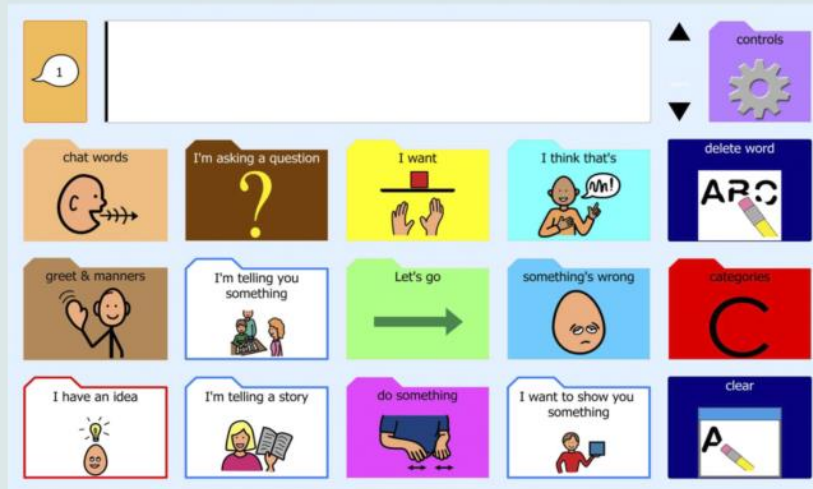 1
controls
chat words
I'm asking a question
?
I want
I think that's
delete word
greet & manners
I'm telling you
something
Let's go
something's wrong
categories
C
I have an idea
I'm telling a story
do something
I want to show you
something
clear
A